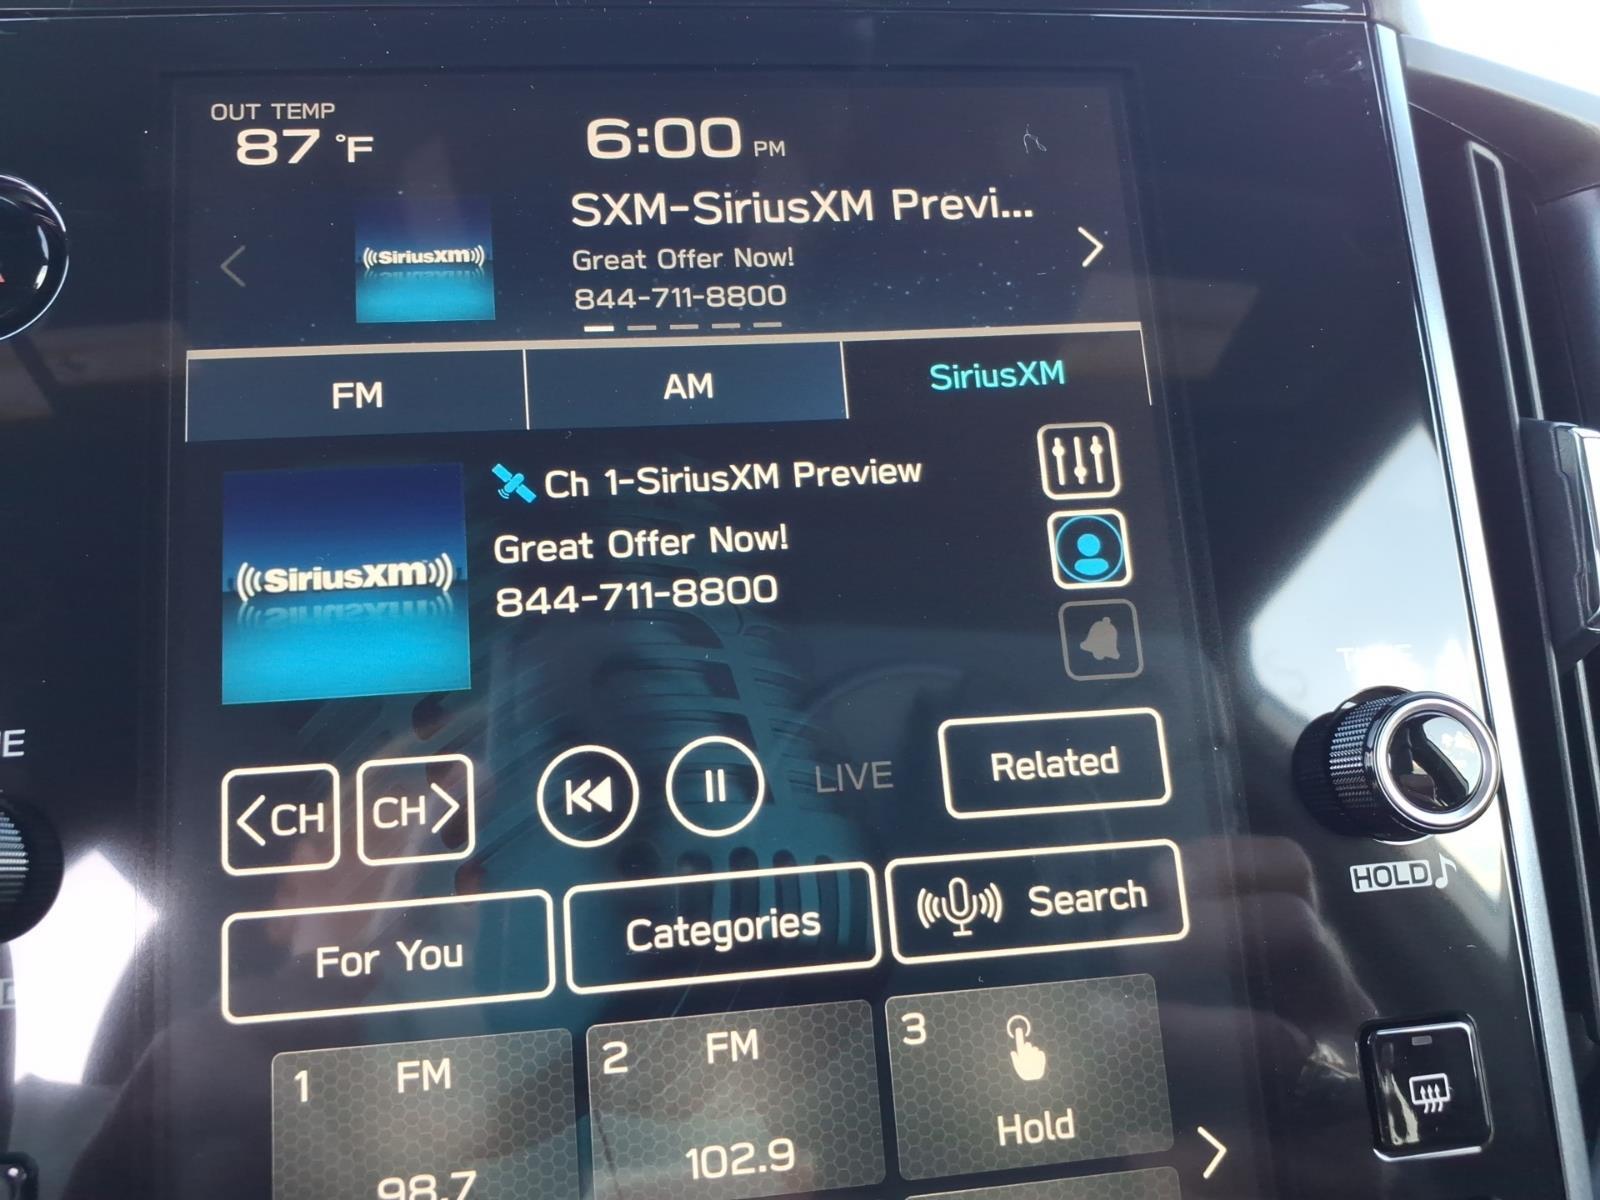 OUT TEMP
87 °F
6:00 PM
SXM-SiriusXM Previ...
Great Offer Now!
844-711-8800
((SiriusXM))
FM
AM
SiriusXM
Ch 1-SiriusXM Preview
Great Offer Now!
844-711-8800
((SiriusXM))
<CH
CH>
LIVE
Related
For You
Categories
Search
1 FM
98.7
2 FM
102.9
3
Hold
HOLD